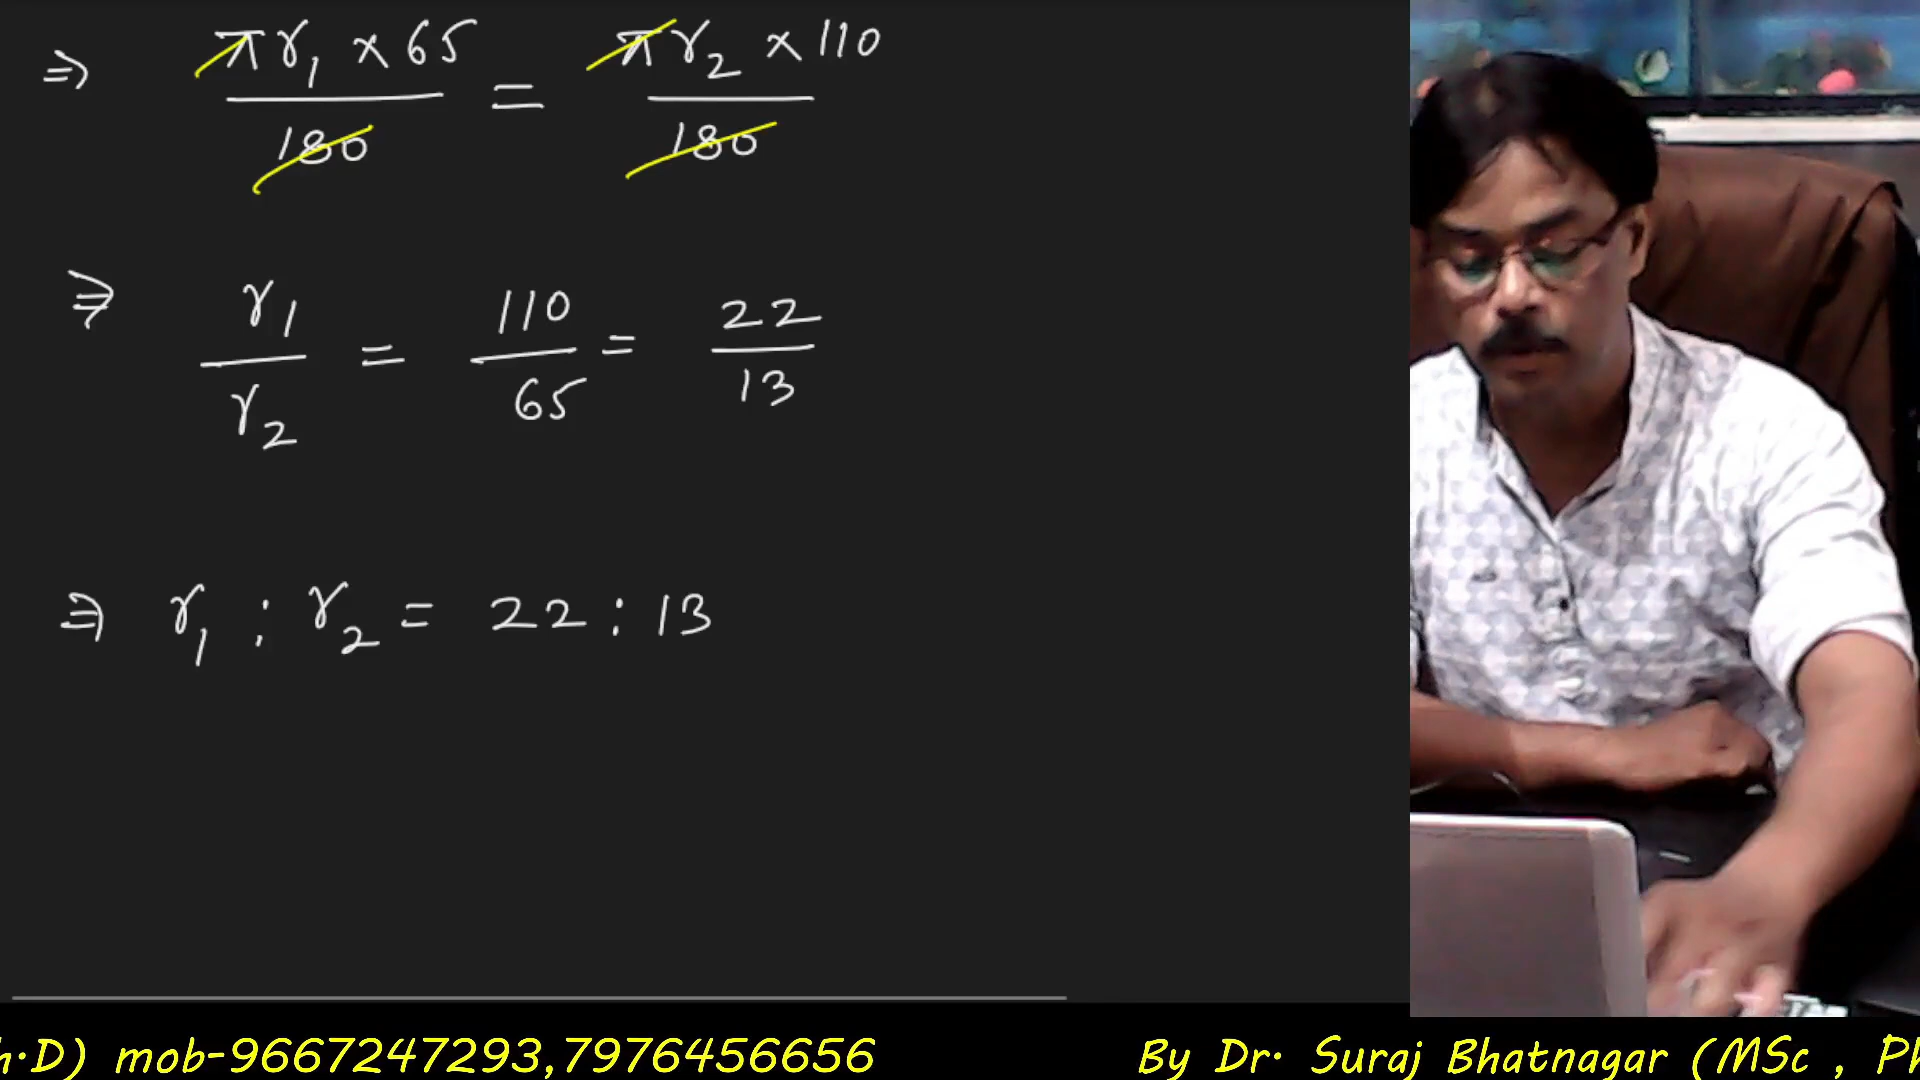 ⇒ πr₁ × 65 / 180 = πr₂ × 110 / 180
⇒ r₁ / r₂ = 110 / 65 = 22 / 13
⇒ r₁ : r₂ = 22 : 13
h.D) mob-9667247293,7976456656 By Dr. Suraj Bhatnagar (MSc , Ph